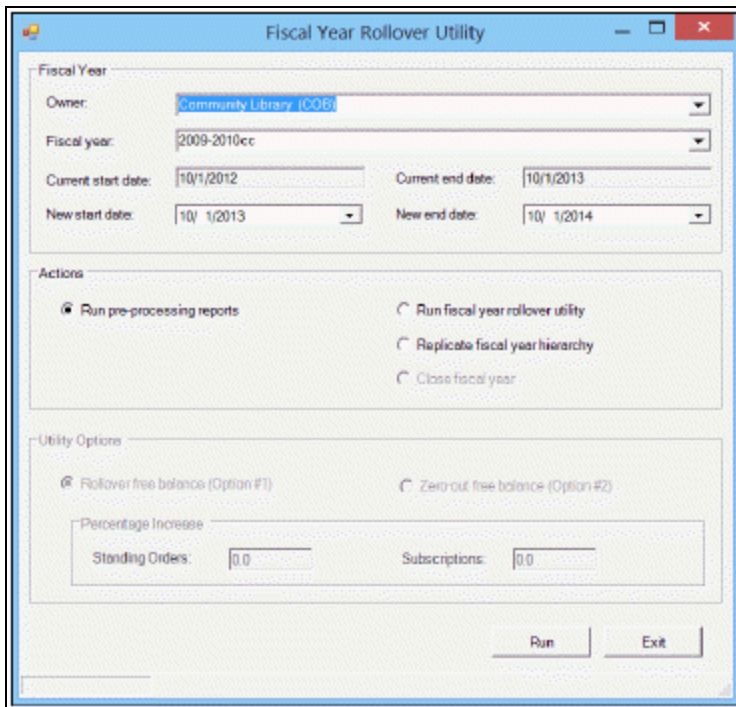 Fiscal Year Rollover Utility
Fiscal Year
Owner: Community Library (COB)
Fiscal year: 2009-2010cc
Current start date: 10/1/2012 Current end date: 10/1/2013
New start date: 10/ 1/2013 New end date: 10/ 1/2014
Actions
Run pre-processing reports Run fiscal year rollover utility
Replicate fiscal year hierarchy
Close fiscal year
Utility Options
Rollover free balance (Option #1) Zero-out free balance (Option #2)
Percentage Increase
Standing Orders: 0.0 Subscriptions: 0.0
Run Exit